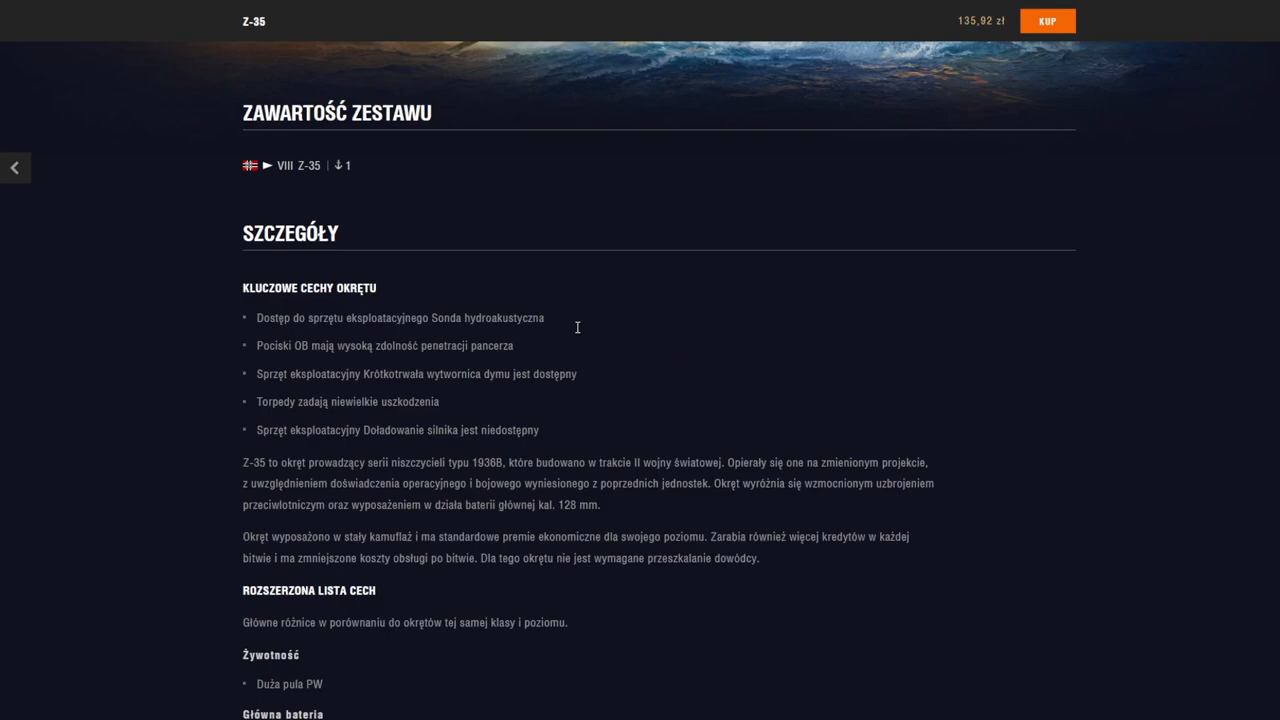 Z-35
135,92 zł
KUP
ZAWARTOŚĆ ZESTAWU
VIII Z-35 | 1
SZCZEGÓŁY
KLUCZOWE CECHY OKRĘTU
Dostęp do sprzętu eksploatacyjnego Sonda hydroakustyczna
Pociski OB mają wysoką zdolność penetracji pancerza
Sprzęt eksploatacyjny Krótkotrwała wytwornica dymu jest dostępny
Torpedy zadają niewielkie uszkodzenia
Sprzęt eksploatacyjny Doładowanie silnika jest niedostępny
Z-35 to okręt prowadzący serii niszczycieli typu 1936B, które budowano w trakcie II wojny światowej. Opierały się one na zmienionym projekcie,
z uwzględnieniem doświadczenia operacyjnego i bojowego wyniesionego z poprzednich jednostek. Okręt wyróżnia się wzmocnionym uzbrojeniem
przeciwlotniczym oraz wyposażeniem w działa baterii głównej kal. 128 mm.
Okręt wyposażono w stały kamuflaż i ma standardowe premie ekonomiczne dla swojego poziomu. Zarabia również więcej kredytów w każdej
bitwie i ma zmniejszone koszty obsługi po bitwie. Dla tego okrętu nie jest wymagane przeszkalanie dowódcy.
ROZSZERZONA LISTA CECH
Główne różnice w porównaniu do okrętów tej samej klasy i poziomu.
Żywotność
Duża pula PW
Główna bateria